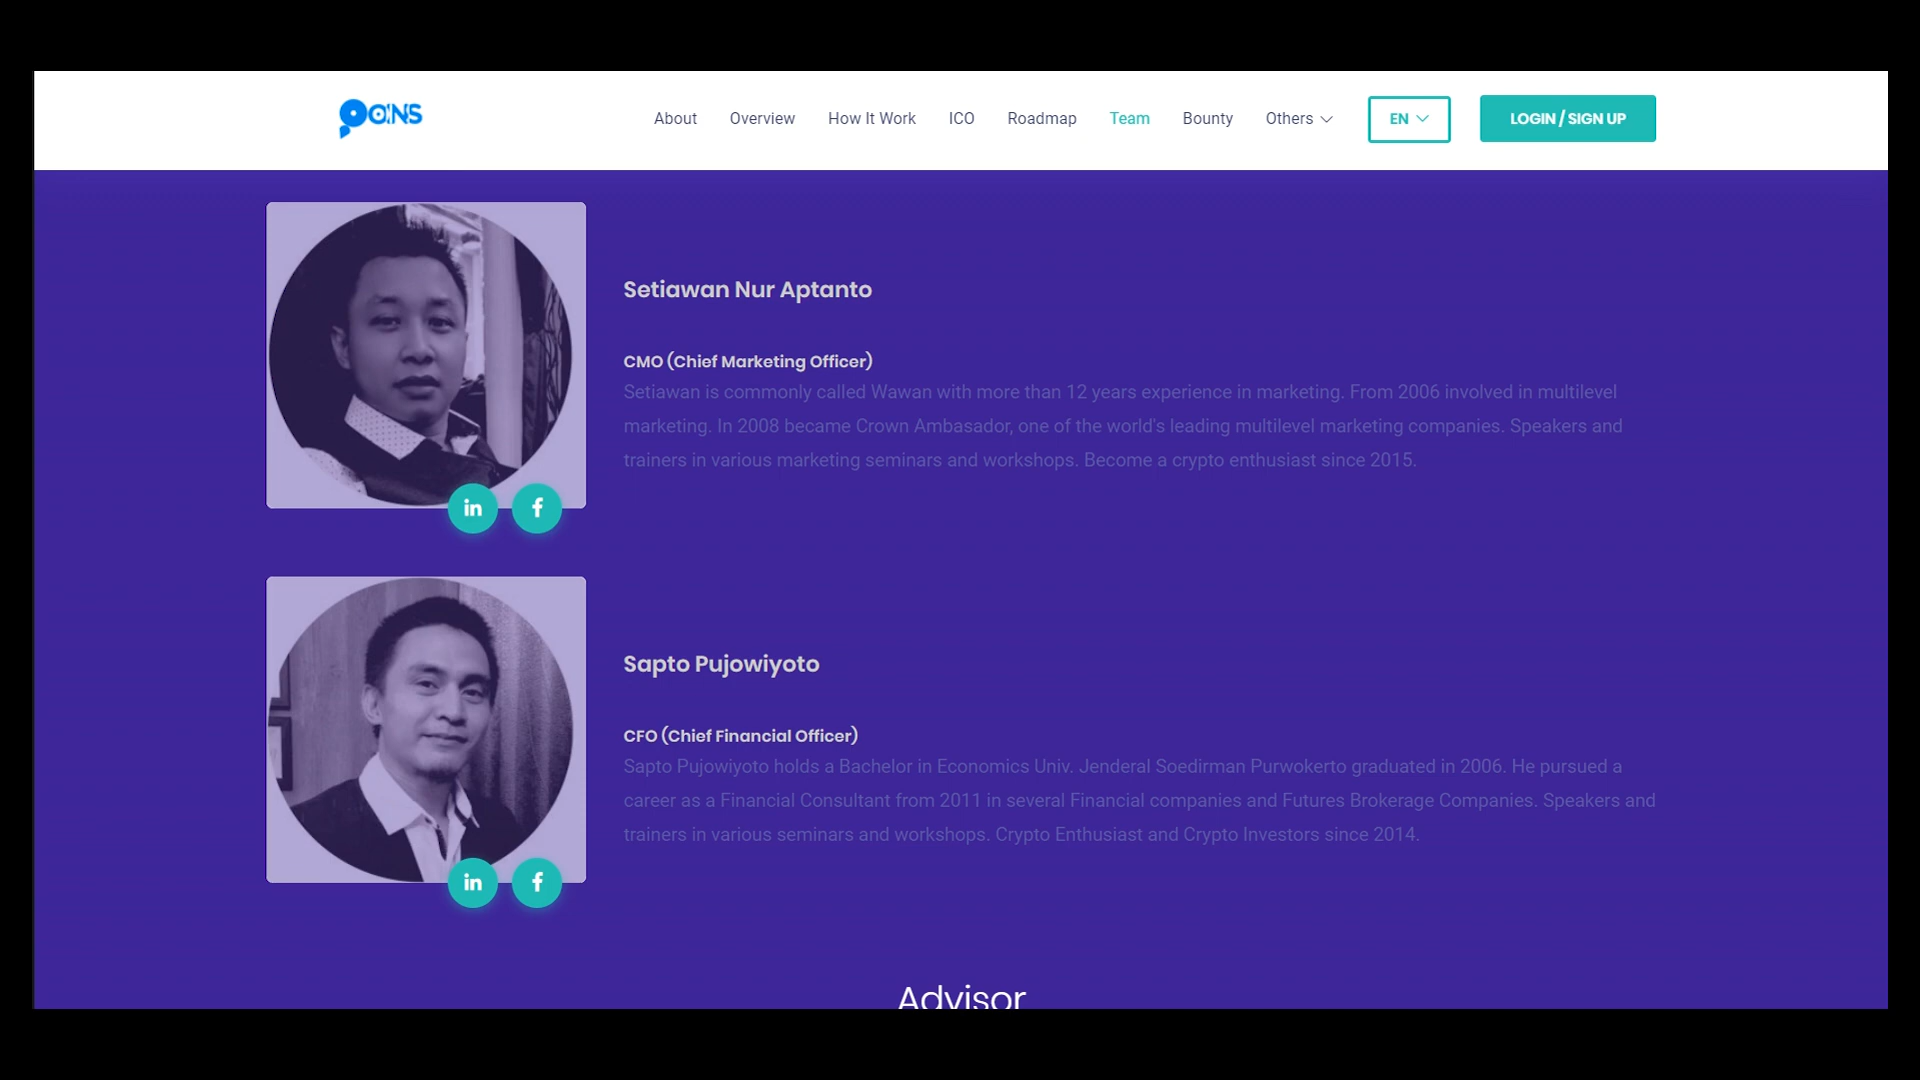 About Overview How It Work ICO Roadmap Team Bounty Others EN LOGIN / SIGN UP
Setiawan Nur Aptanto
CMO (Chief Marketing Officer)
Setiawan is commonly called Wawan with more than 12 years experience in marketing. From 2006 involved in multilevel
marketing. In 2008 became Crown Ambasador, one of the world's leading multilevel marketing companies. Speakers and
trainers in various marketing seminars and workshops. Become a crypto enthusiast since 2015.
in f
Sapto Pujowiyoto
CFO (Chief Financial Officer)
Sapto Pujowiyoto holds a Bachelor in Economics Univ. Jenderal Soedirman Purwokerto graduated in 2006. He pursued a
career as a Financial Consultant from 2011 in several Financial companies and Futures Brokerage Companies. Speakers and
trainers in various seminars and workshops. Crypto Enthusiast and Crypto Investors since 2014.
in f
Advisor